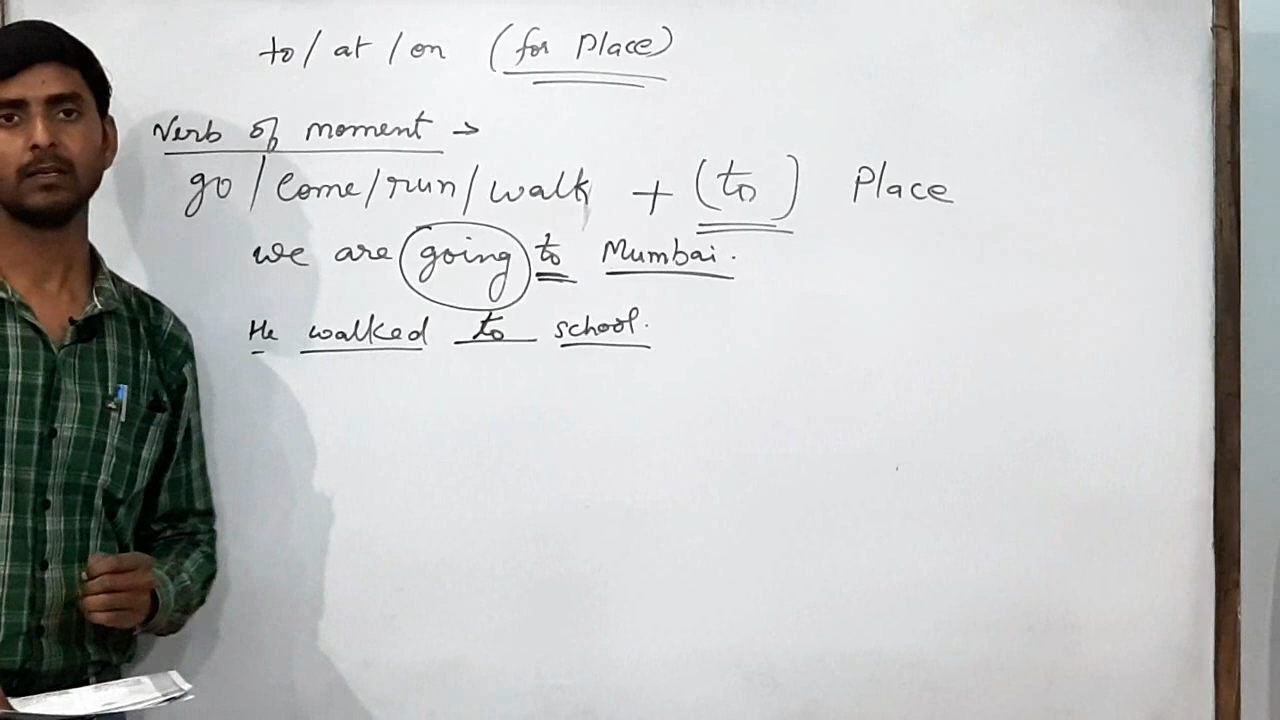 to / at / on (for Place)
Verb of moment →
go / come / run / walk + (to) Place
we are going to Mumbai.
He walked to school.